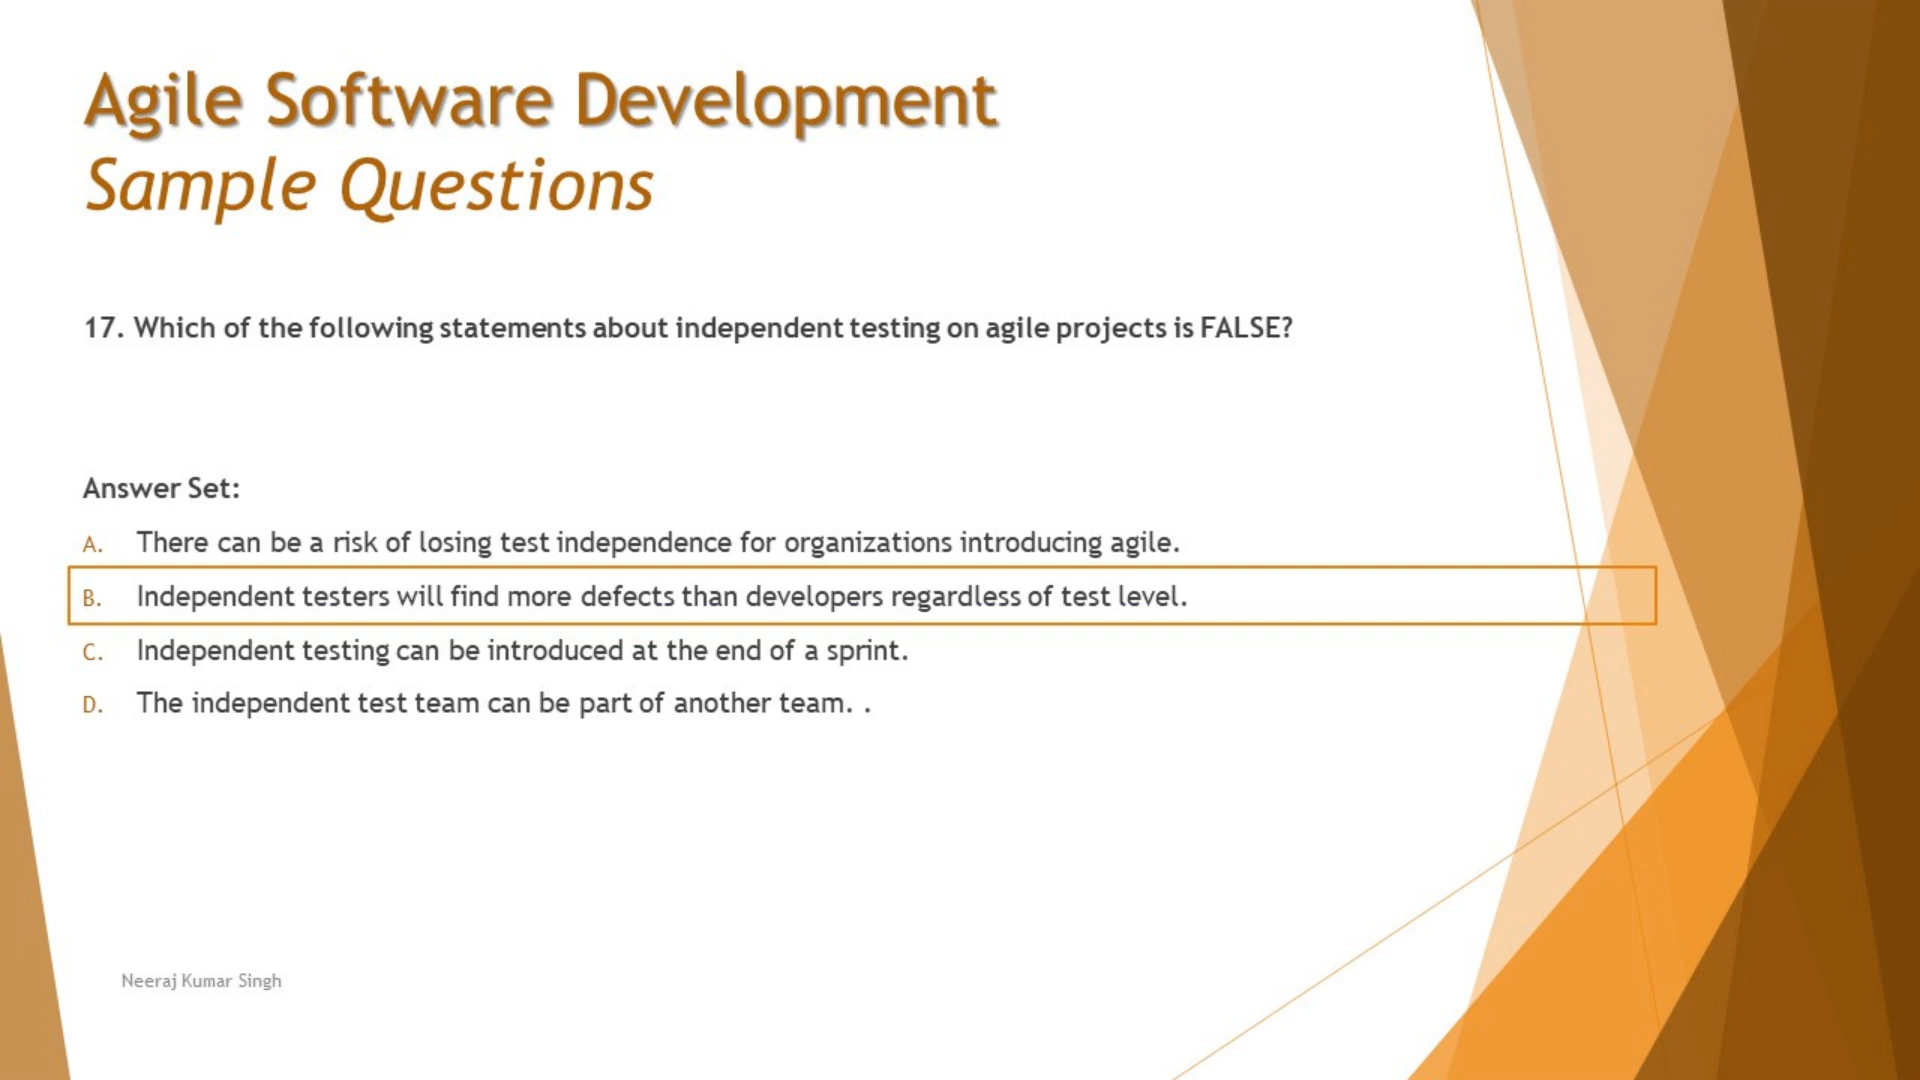 Agile Software Development
Sample Questions
17. Which of the following statements about independent testing on agile projects is FALSE?
Answer Set:
A. There can be a risk of losing test independence for organizations introducing agile.
B. Independent testers will find more defects than developers regardless of test level.
C. Independent testing can be introduced at the end of a sprint.
D. The independent test team can be part of another team. .
Neeraj Kumar Singh